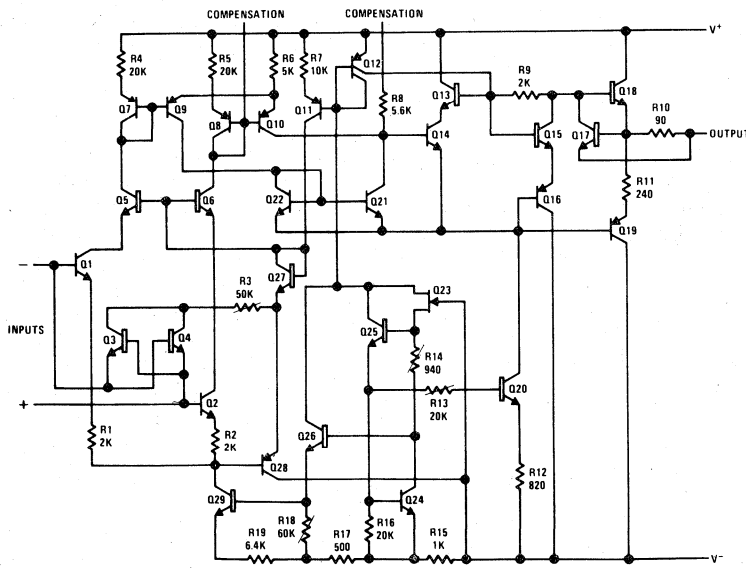 COMPENSATION COMPENSATION
V+
R4
20K
R5
20K
R6
5K
R7
10K
Q12
R9
2K
Q7
Q9
Q8
Q10
Q11
R8
5.6K
Q13
Q14
Q15
Q17
Q18
R10
90
OUTPUT
Q16
R11
240
Q5
Q6
Q22
Q21
Q19
−
Q1
Q27
Q23
R3
50K
INPUTS
Q3
Q4
Q25
R14
940
+
Q2
R13
20K
Q20
R1
2K
R2
2K
Q26
Q28
Q29
Q24
R12
820
R18
60K
R19
6.4K
R17
500
R16
20K
R15
1K
V−